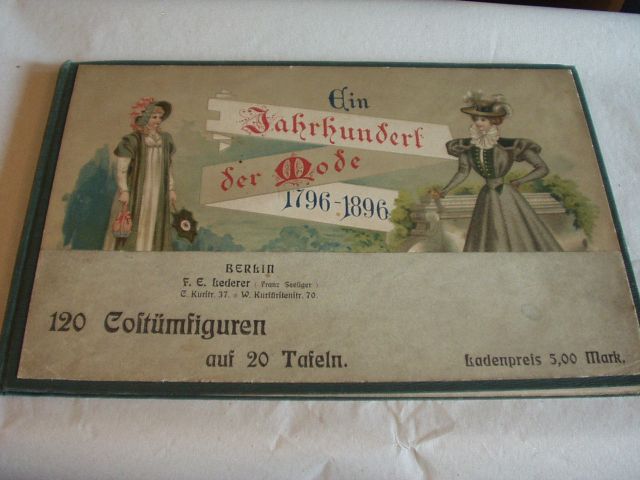 Ein
Jahrhundert
der Mode
1796-1896
BERLIN
F. E. Lederer (Franz Seeliger)
C Kurſtr. 37. W. Kurfürſtenſtr. 70.
120 Coſtümfiguren
auf 20 Tafeln.
Ladenpreis 5,00 Mark.